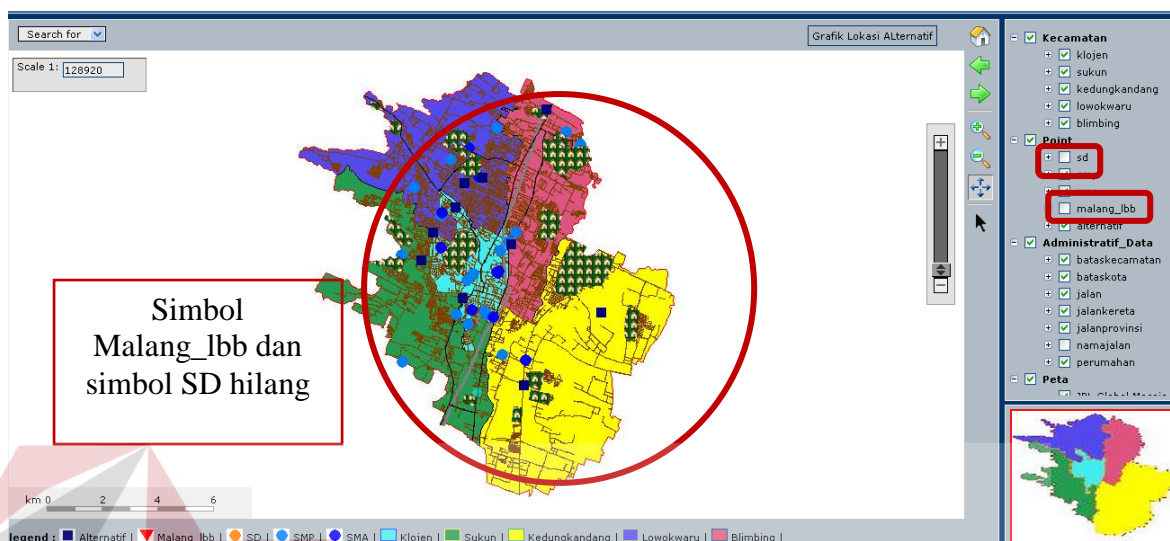 Search for
Grafik Lokasi ALternatif
Scale 1: 128920
Kecamatan
klojen
sukun
kedungkandang
lowokwaru
blimbing
Point
sd
malang_lbb
alternatif
Administratif_Data
bataskecamatan
bataskota
jalan
jalankereta
jalanprovinsi
namajalan
perumahan
Peta
Simbol
Malang_lbb dan
simbol SD hilang
km 0 2 4 6
legend : Alternatif | Malang_lbb | SD | SMP | SMA | Klojen | Sukun | Kedungkandang | Lowokwaru | Blimbing |